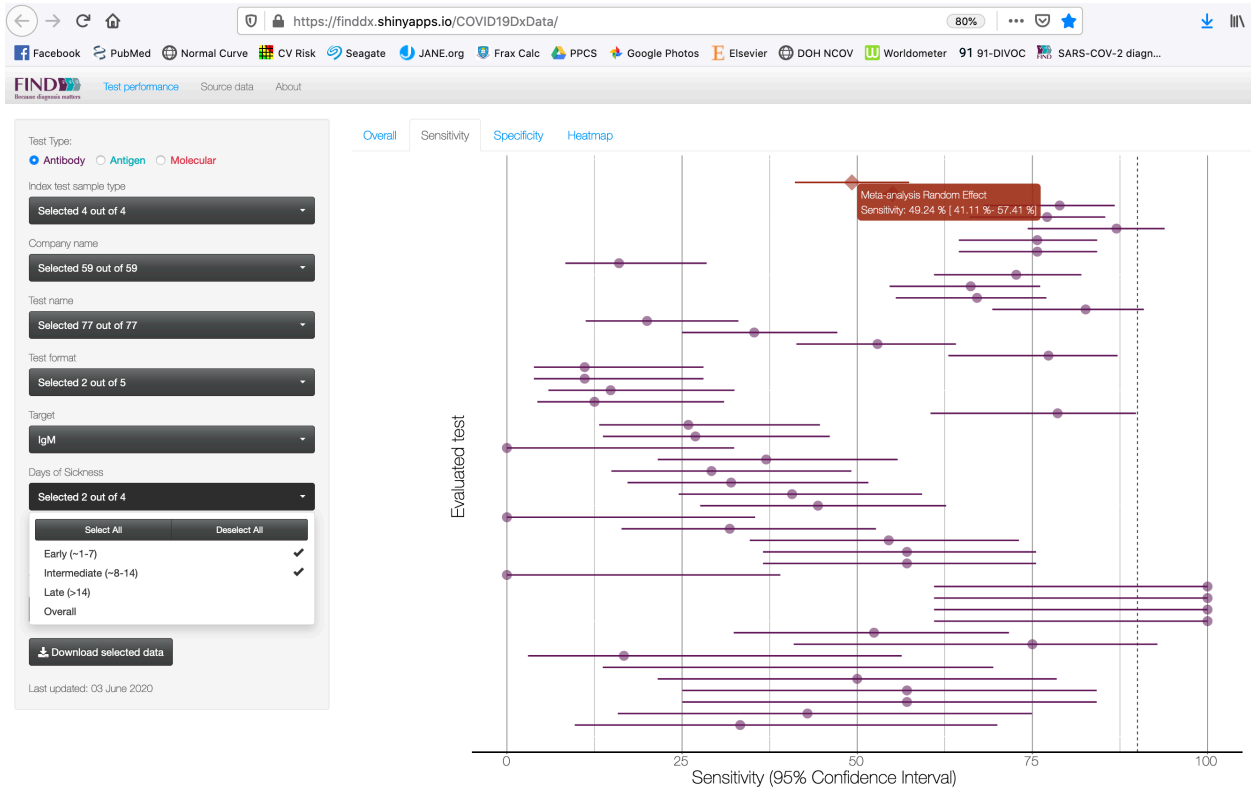 https://finddx.shinyapps.io/COVID19DxData/
80%
Facebook PubMed Normal Curve CV Risk Seagate JANE.org Frax Calc PPCS Google Photos Elsevier DOH NCOV Worldometer 91 91-DIVOC SARS-COV-2 diagn...
FIND Test performance Source data About
Because diagnosis matters
Test Type:
Antibody Antigen Molecular
Index test sample type
Selected 4 out of 4
Company name
Selected 59 out of 59
Test name
Selected 77 out of 77
Test format
Selected 2 out of 5
Target
IgM
Days of Sickness
Selected 2 out of 4
Select All Deselect All
Early (~1-7)
Intermediate (~8-14)
Late (>14)
Overall
Download selected data
Last updated: 03 June 2020
Overall Sensitivity Specificity Heatmap
Meta-analysis Random Effect
Sensitivity: 49.24 % [ 41.11 %- 57.41 %]
Evaluated test
0 25 50 75 100
Sensitivity (95% Confidence Interval)